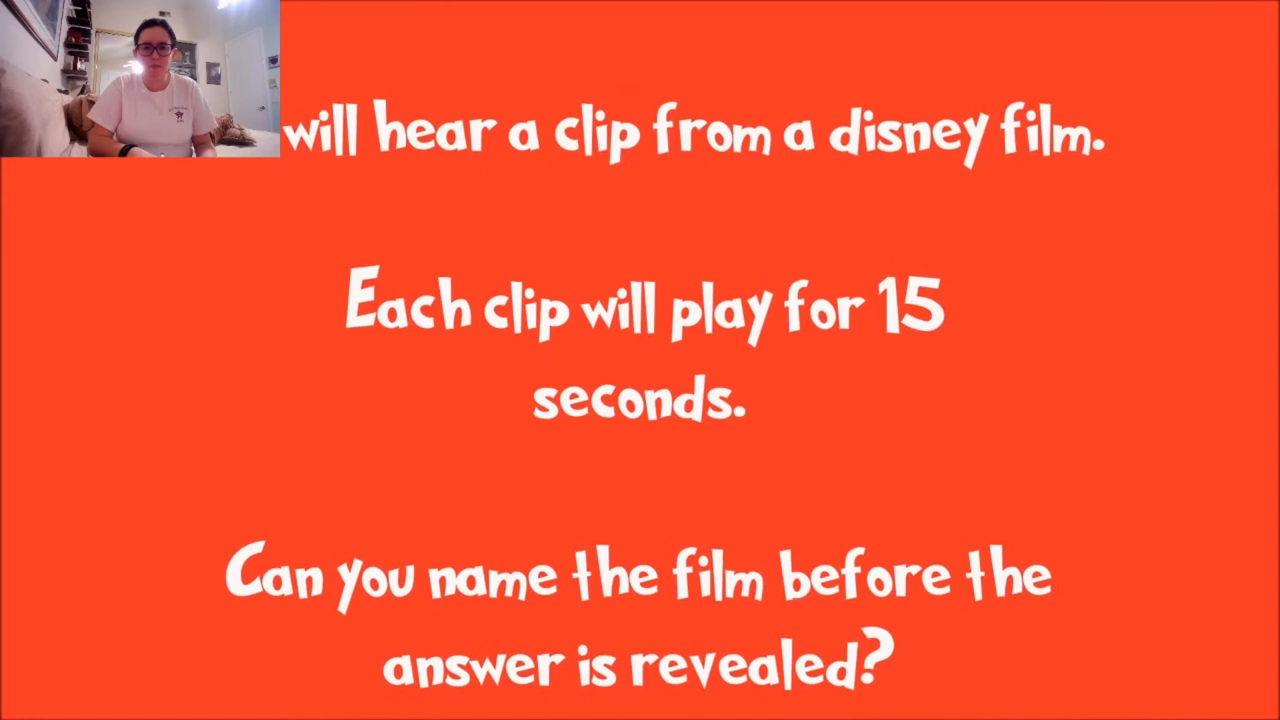 will hear a clip from a disney film.
Each clip will play for 15
seconds.
Can you name the film before the
answer is revealed?